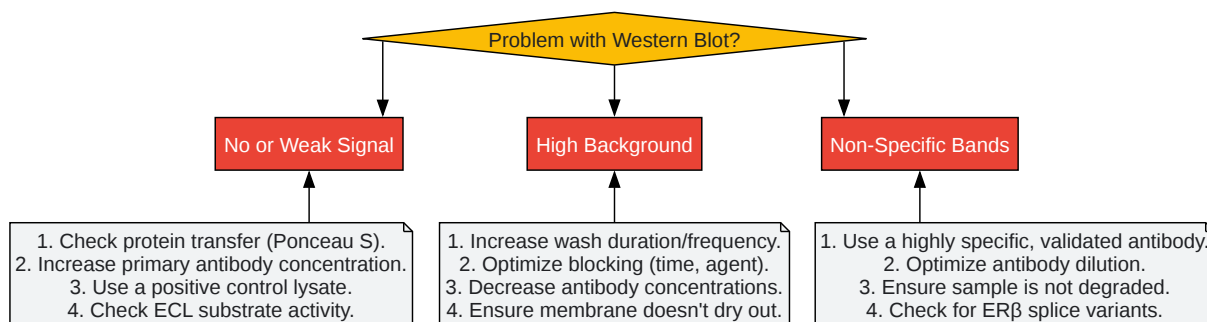 Problem with Western Blot?
No or Weak Signal
High Background
Non-Specific Bands
1. Check protein transfer (Ponceau S).
2. Increase primary antibody concentration.
3. Use a positive control lysate.
4. Check ECL substrate activity.
1. Increase wash duration/frequency.
2. Optimize blocking (time, agent).
3. Decrease antibody concentrations.
4. Ensure membrane doesn't dry out.
1. Use a highly specific, validated antibody.
2. Optimize antibody dilution.
3. Ensure sample is not degraded.
4. Check for ERβ splice variants.